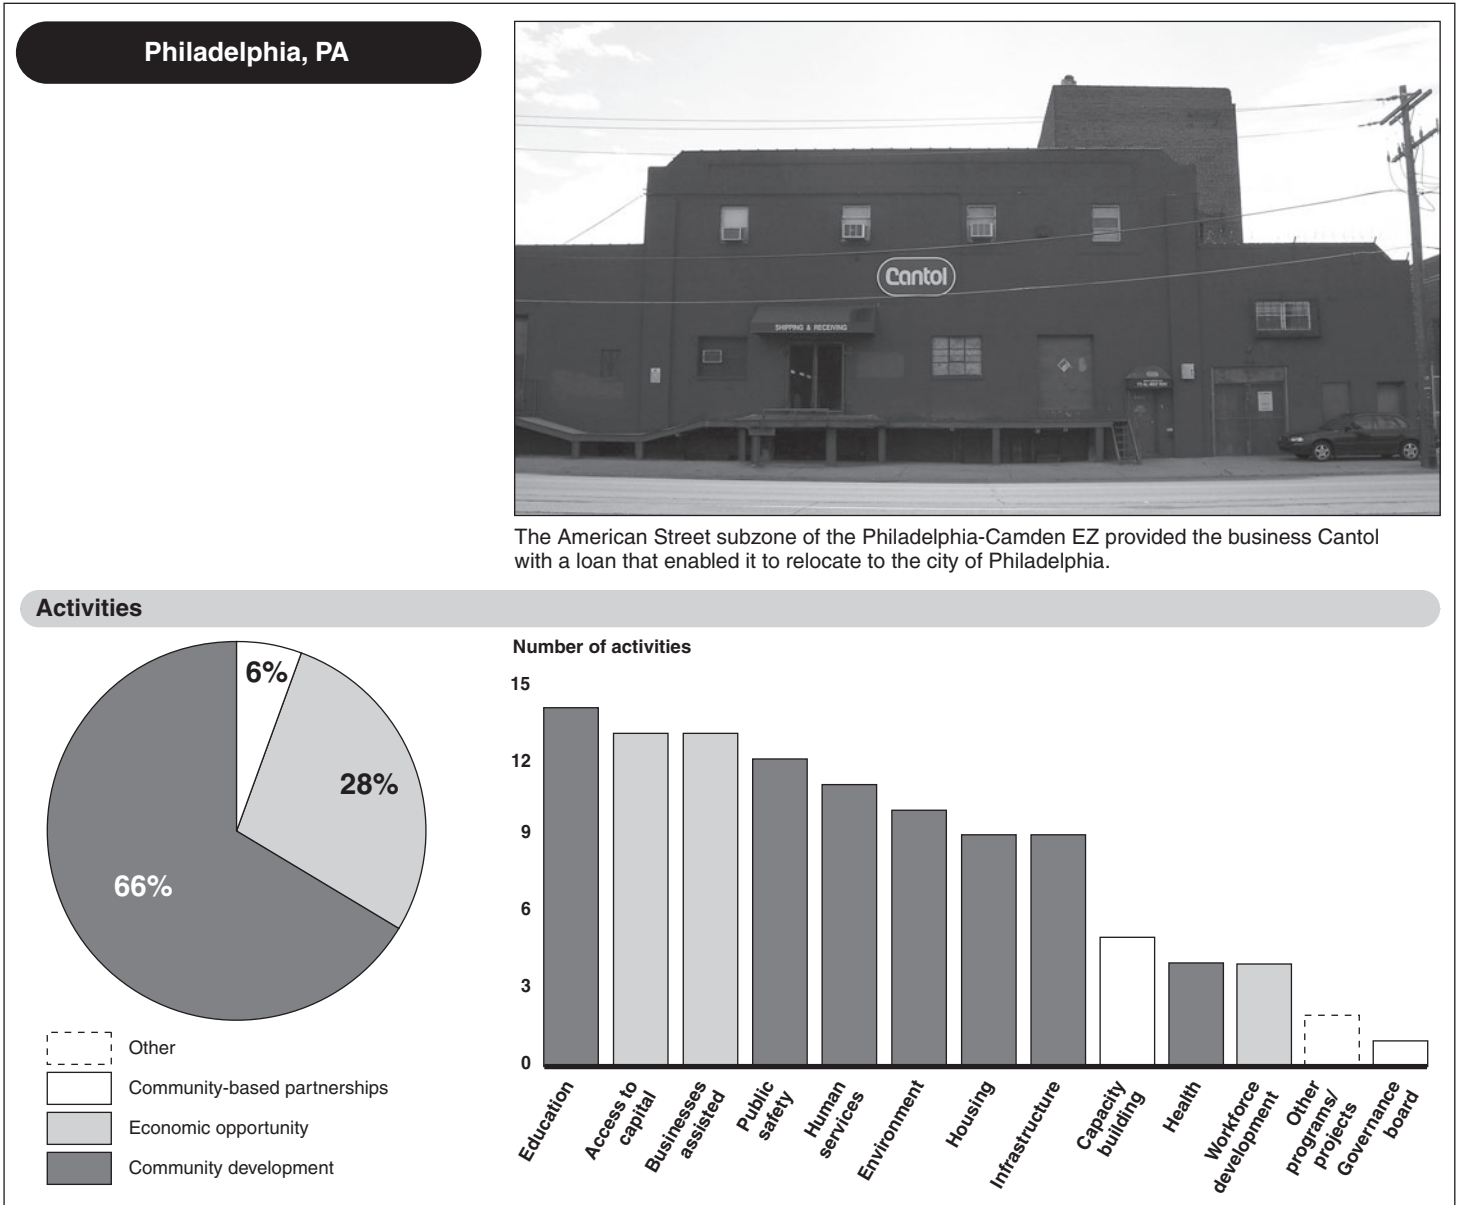 Philadelphia, PA
Cantol
SHIPPING & RECEIVING
The American Street subzone of the Philadelphia-Camden EZ provided the business Cantol
with a loan that enabled it to relocate to the city of Philadelphia.
Activities
6%
28%
66%
Other
Community-based partnerships
Economic opportunity
Community development
Number of activities
15
12
9
6
3
0
Education
Access to
capital
Businesses
assisted
Public
safety
Human
services
Environment
Housing
Infrastructure
Capacity
building
Health
Workforce
development
Other
programs/
projects
Governance
board